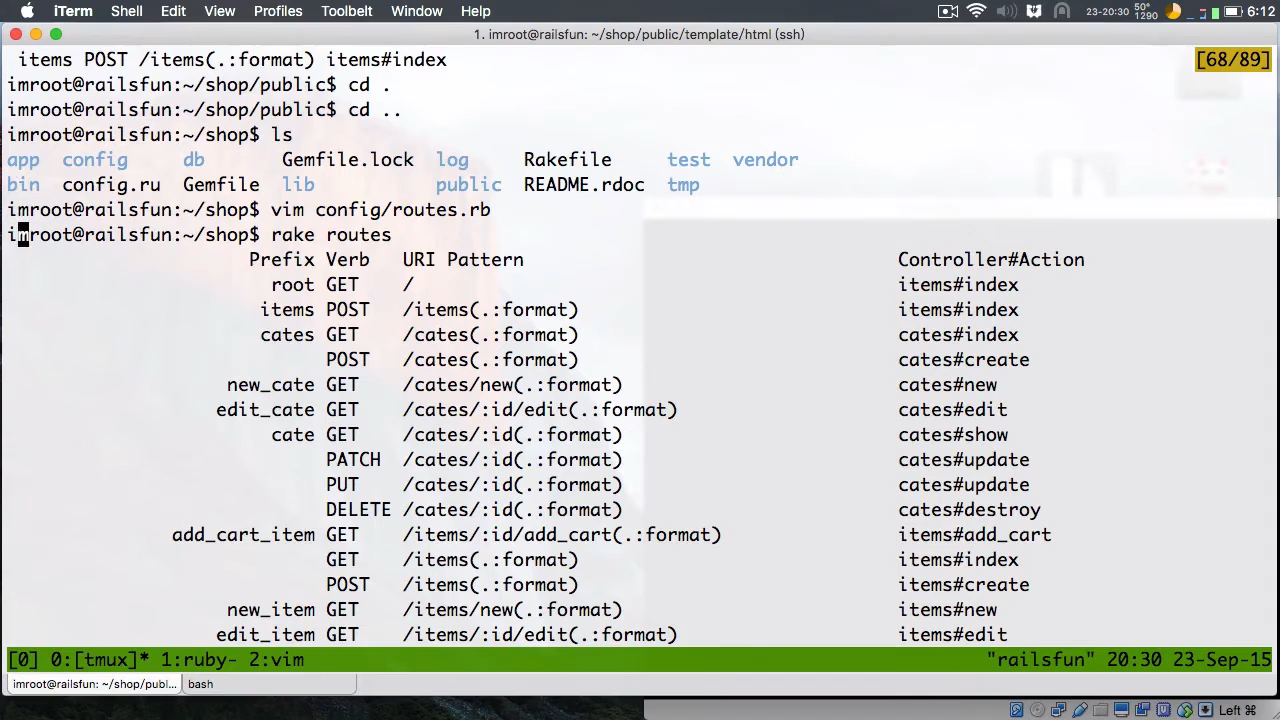 iTerm Shell Edit View Profiles Toolbelt Window Help 23-20:30 50° 1290 6:12
1. imroot@railsfun: ~/shop/public/template/html (ssh)
items POST /items(.:format) items#index [68/89]
imroot@railsfun:~/shop/public$ cd .
imroot@railsfun:~/shop/public$ cd ..
imroot@railsfun:~/shop$ ls
app config db Gemfile.lock log Rakefile test vendor
bin config.ru Gemfile lib public README.rdoc tmp
imroot@railsfun:~/shop$ vim config/routes.rb
imroot@railsfun:~/shop$ rake routes
Prefix Verb URI Pattern Controller#Action
root GET / items#index
items POST /items(.:format) items#index
cates GET /cates(.:format) cates#index
POST /cates(.:format) cates#create
new_cate GET /cates/new(.:format) cates#new
edit_cate GET /cates/:id/edit(.:format) cates#edit
cate GET /cates/:id(.:format) cates#show
PATCH /cates/:id(.:format) cates#update
PUT /cates/:id(.:format) cates#update
DELETE /cates/:id(.:format) cates#destroy
add_cart_item GET /items/:id/add_cart(.:format) items#add_cart
GET /items(.:format) items#index
POST /items(.:format) items#create
new_item GET /items/new(.:format) items#new
edit_item GET /items/:id/edit(.:format) items#edit
[0] 0:[tmux]* 1:ruby- 2:vim "railsfun" 20:30 23-Sep-15
imroot@railsfun:~/shop/publ... bash
Left ⌘